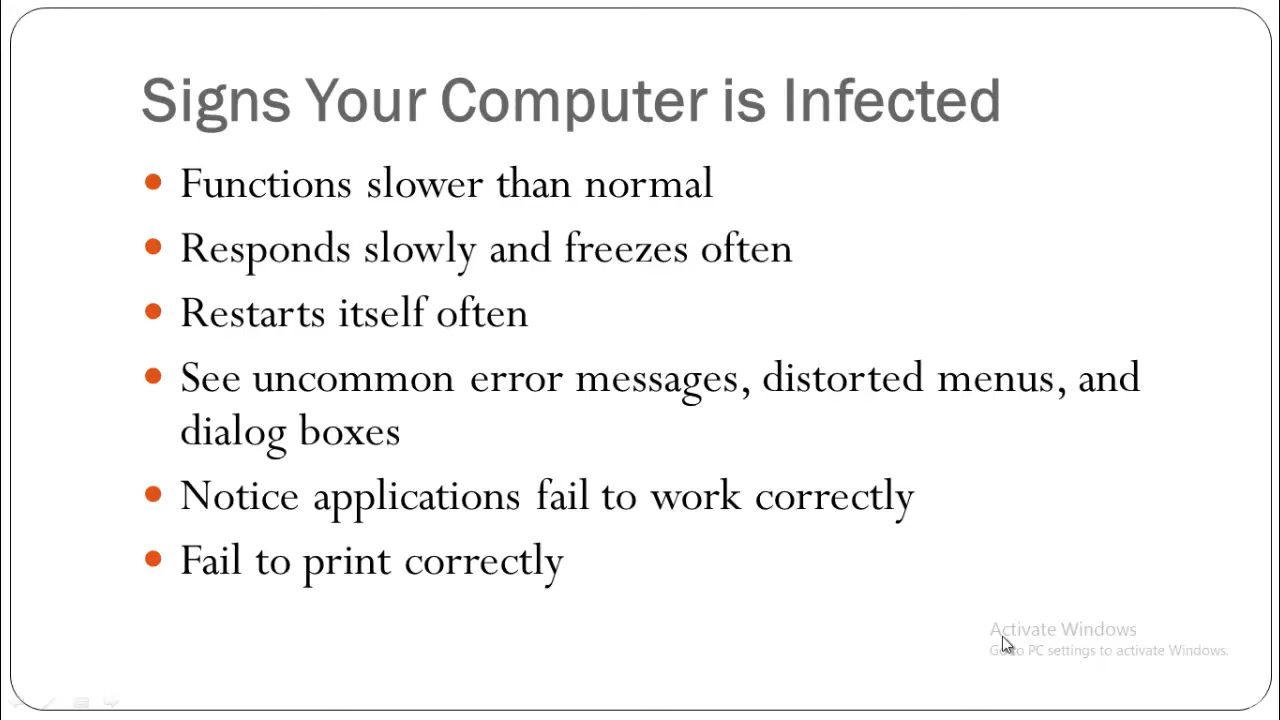 Signs Your Computer is Infected
Functions slower than normal
Responds slowly and freezes often
Restarts itself often
See uncommon error messages, distorted menus, and
dialog boxes
Notice applications fail to work correctly
Fail to print correctly
Activate Windows
Go to PC settings to activate Windows.